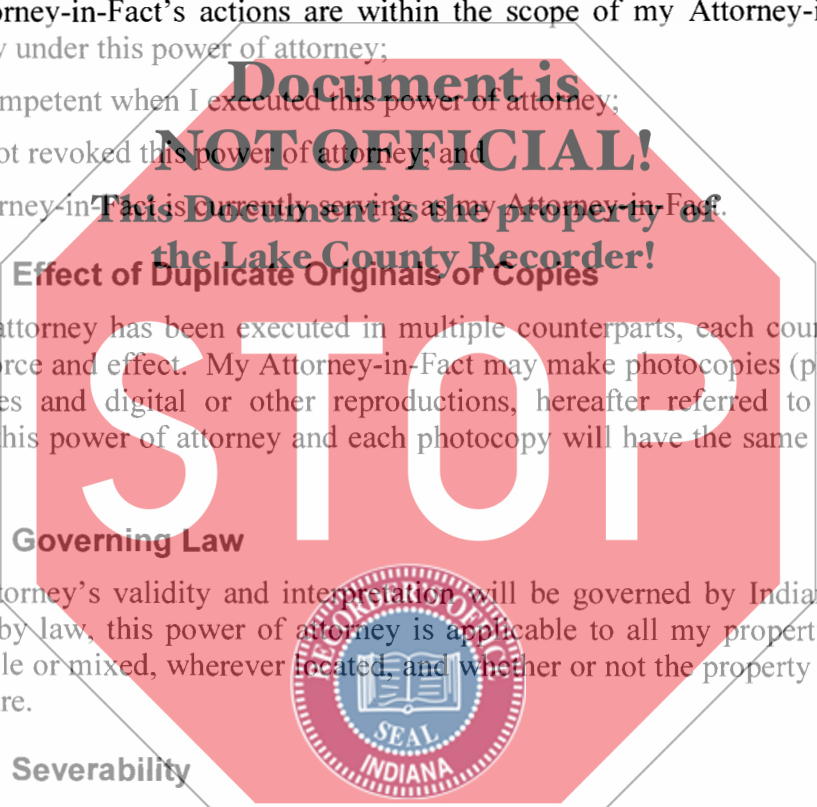 orney-in-Fact's actions are within the scope of my Attorney-i
y under this power of attorney;
Document is
ompetent when I executed this power of attorney;
NOT OFFICIAL!
ot revoked this power of attorney; and
This Document is the property of
rney-in-Fact is currently serving as my Attorney-in-Fact.
the Lake County Recorder!
Effect of Duplicate Originals or Copies
attorney has been executed in multiple counterparts, each coun
rce and effect. My Attorney-in-Fact may make photocopies (p
es and digital or other reproductions, hereafter referred to
his power of attorney and each photocopy will have the same
STOP
Governing Law
torney's validity and interpretation will be governed by Indian
by law, this power of attorney is applicable to all my propert
le or mixed, wherever located, and whether or not the property
re.
RECORDER'S OFFICE
SEAL
INDIANA
Severability